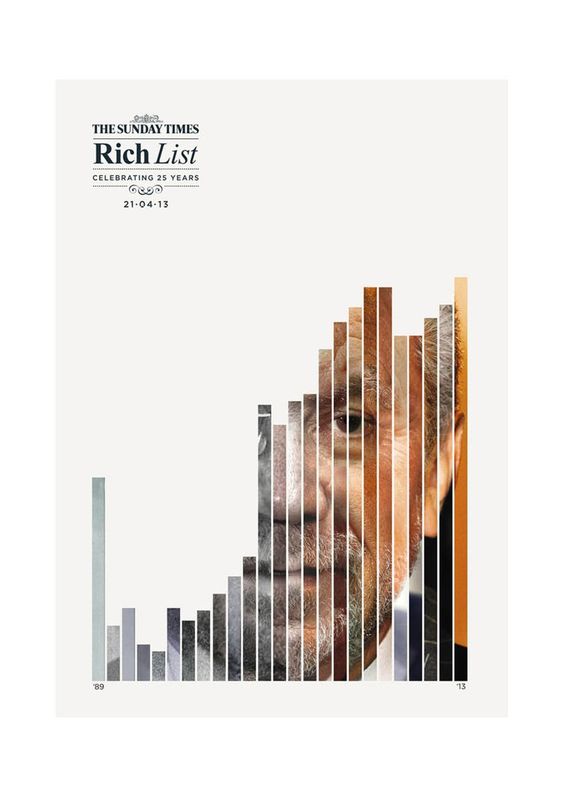 THE SUNDAY TIMES
Rich List
CELEBRATING 25 YEARS
21·04·13
'89
'13